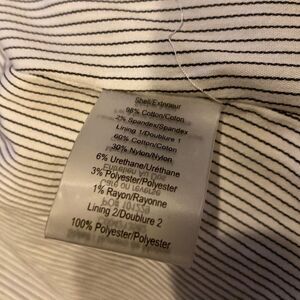 Shell/Extérieur
98% Cotton/Coton
2% Spandex/Spandex
Lining 1/Doublure 1
60% Cotton/Coton
30% Nylon/Nylon
6% Urethane/Uréthane
3% Polyester/Polyester
1% Rayon/Rayonne
Lining 2/Doublure 2
100% Polyester/Polyester